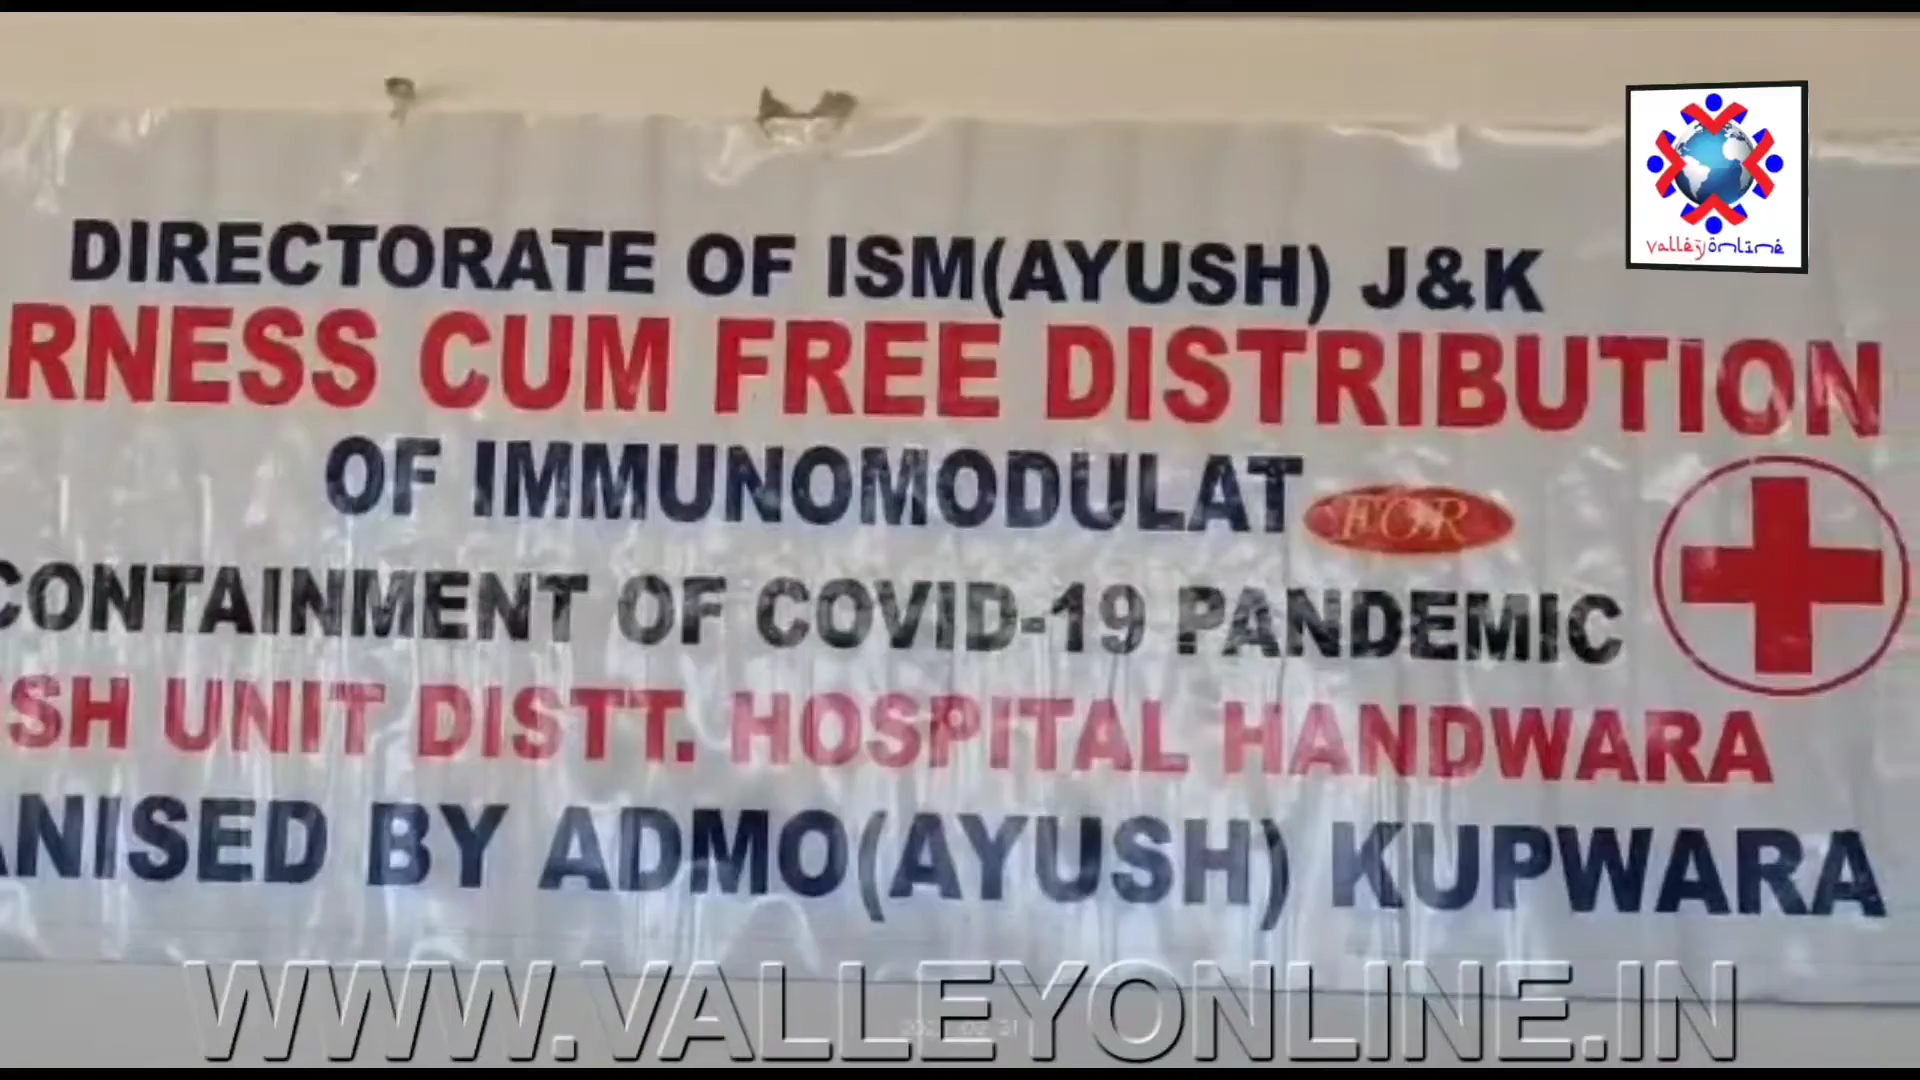 DIRECTORATE OF ISM(AYUSH) J&K
RNESS CUM FREE DISTRIBUTION
OF IMMUNOMODULAT FOR
CONTAINMENT OF COVID-19 PANDEMIC
SH UNIT DISTT. HOSPITAL HANDWARA
ANISED BY ADMO(AYUSH) KUPWARA
valleyonline
WWW.VALLEYONLINE.IN